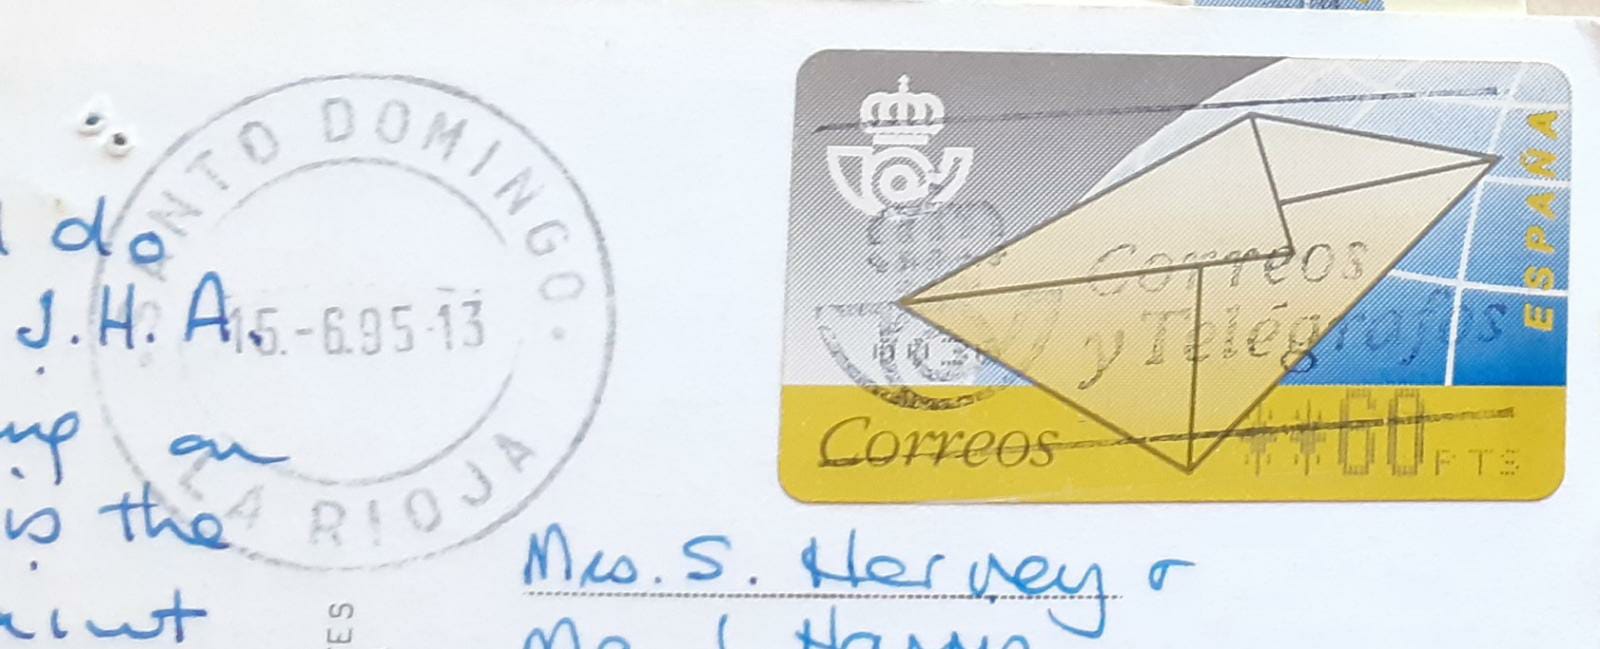 SANTO DOMINGO
15.-6.95-13
LA RIOJA
do
J.H.A.
on
is the
Correos
y Telégrafos
ESPAÑA
Correos
**60 PTS
Mrs. S. Hervey &